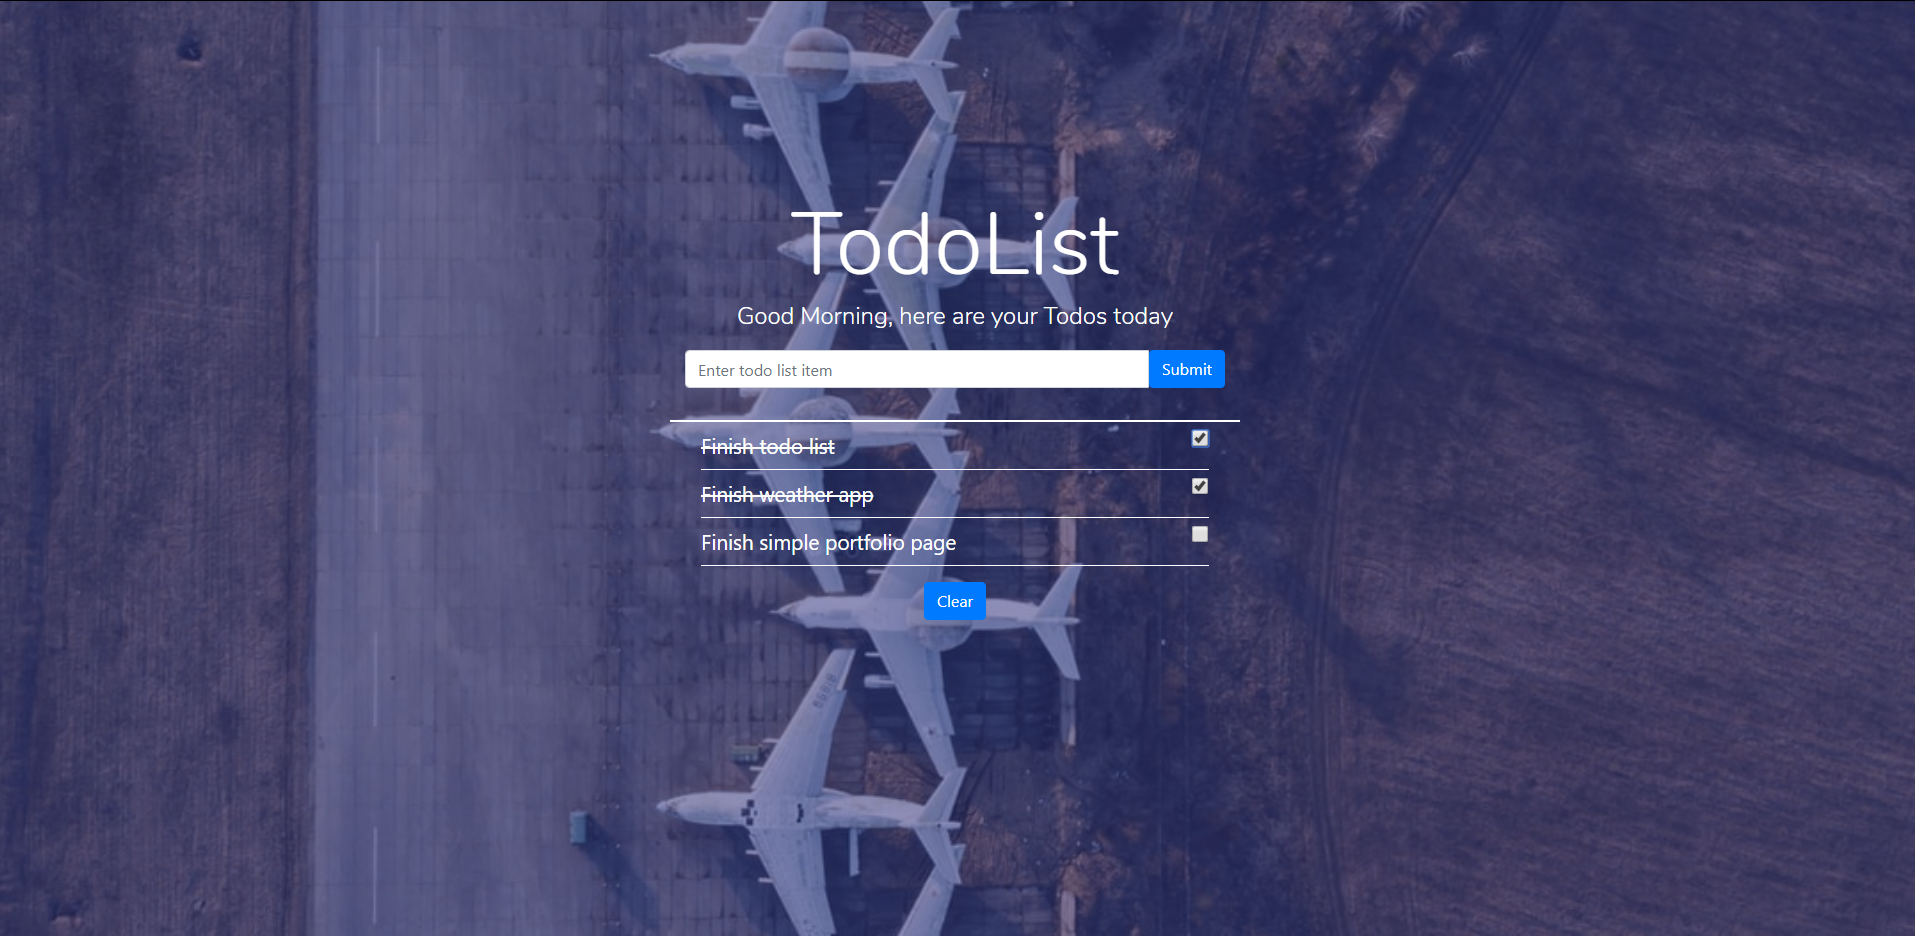 TodoList
Good Morning, here are your Todos today
Enter todo list item
Submit
Finish todo list
Finish weather app
Finish simple portfolio page
Clear